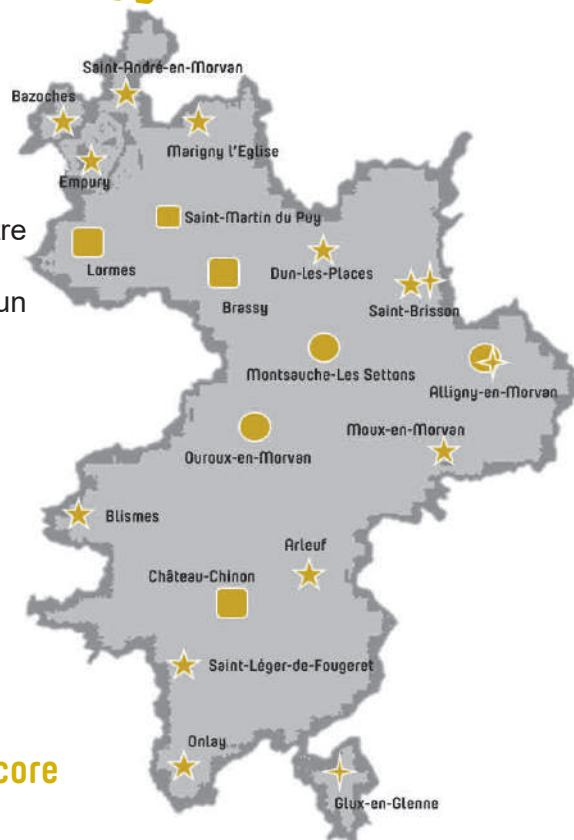 Saint-André-en-Morvan
Bazoches
Marigny l'Eglise
Empury
Saint-Martin du Puy
Lormes
Dun-les-Places
Brassy
Saint-Brisson
un
Montsauche-Les Settons
Alligny-en-Morvan
Moux-en-Morvan
Ouroux-en-Morvan
Blismes
Arleuf
Château-Chinon
Saint-Léger-de-Fougeret
Onlay
core
Glux-en-Glenne